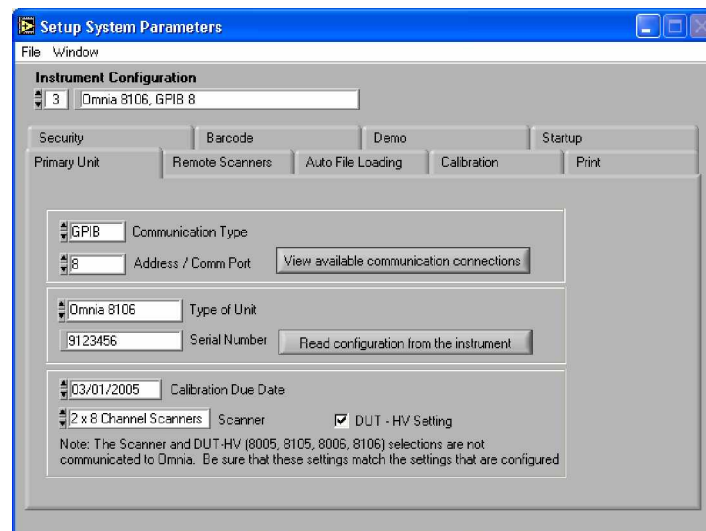 Setup System Parameters
File Window
Instrument Configuration
3 Omnia 8106, GPIB 8
Security Barcode Demo Startup
Primary Unit Remote Scanners Auto File Loading Calibration Print
GPIB Communication Type
8 Address / Comm Port View available communication connections
Omnia 8106 Type of Unit
9123456 Serial Number Read configuration from the instrument
03/01/2005 Calibration Due Date
2 x 8 Channel Scanners Scanner DUT - HV Setting
Note: The Scanner and DUT-HV (8005, 8105, 8006, 8106) selections are not
communicated to Omnia. Be sure that these settings match the settings that are configured